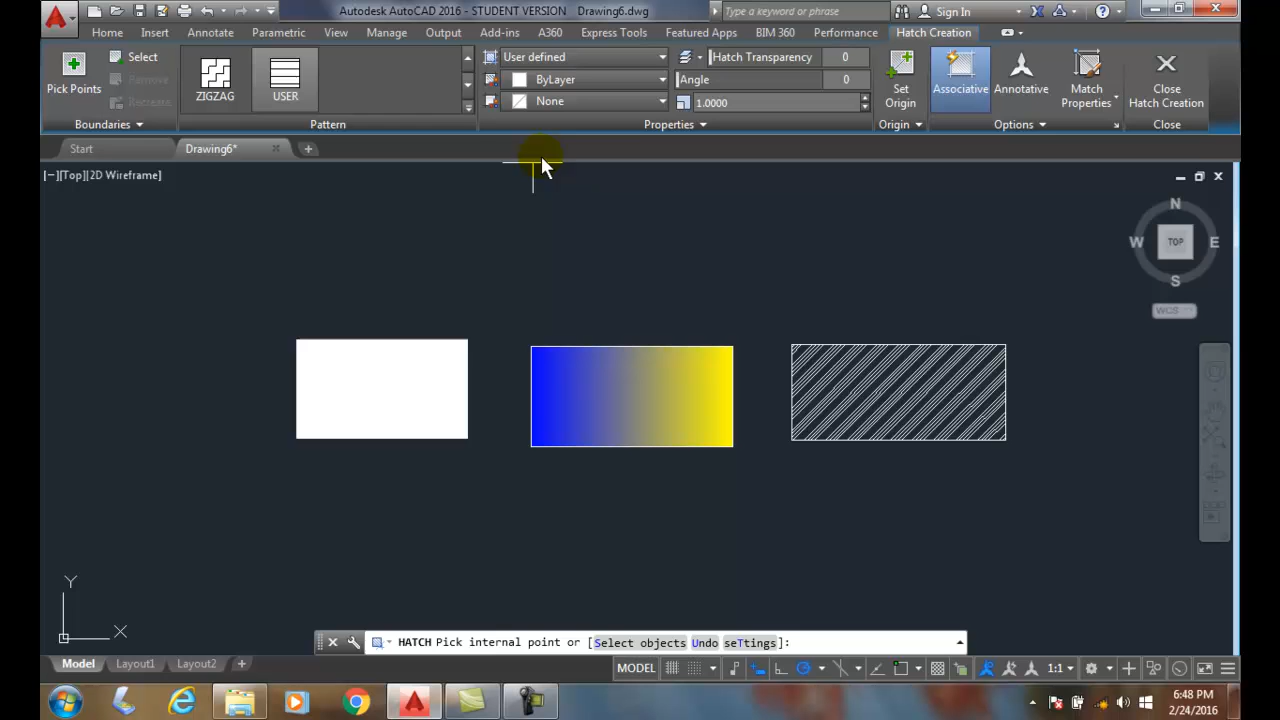 Autodesk AutoCAD 2016 - STUDENT VERSION Drawing6.dwg
Type a keyword or phrase
Sign In
Home Insert Annotate Parametric View Manage Output Add-ins A360 Express Tools Featured Apps BIM 360 Performance Hatch Creation
Pick Points
Select
Remove
Recreate
Boundaries
ZIGZAG
USER
Pattern
User defined
ByLayer
None
Hatch Transparency 0
Angle 0
1.0000
Properties
Set Origin
Origin
Associative
Annotative
Match Properties
Options
Close Hatch Creation
Close
Start
Drawing6*
[−][Top][2D Wireframe]
N
W TOP E
S
WCS
Y
X
HATCH Pick internal point or [Select objects Undo seTtings]:
Model Layout1 Layout2
MODEL
1:1
6:48 PM
2/24/2016